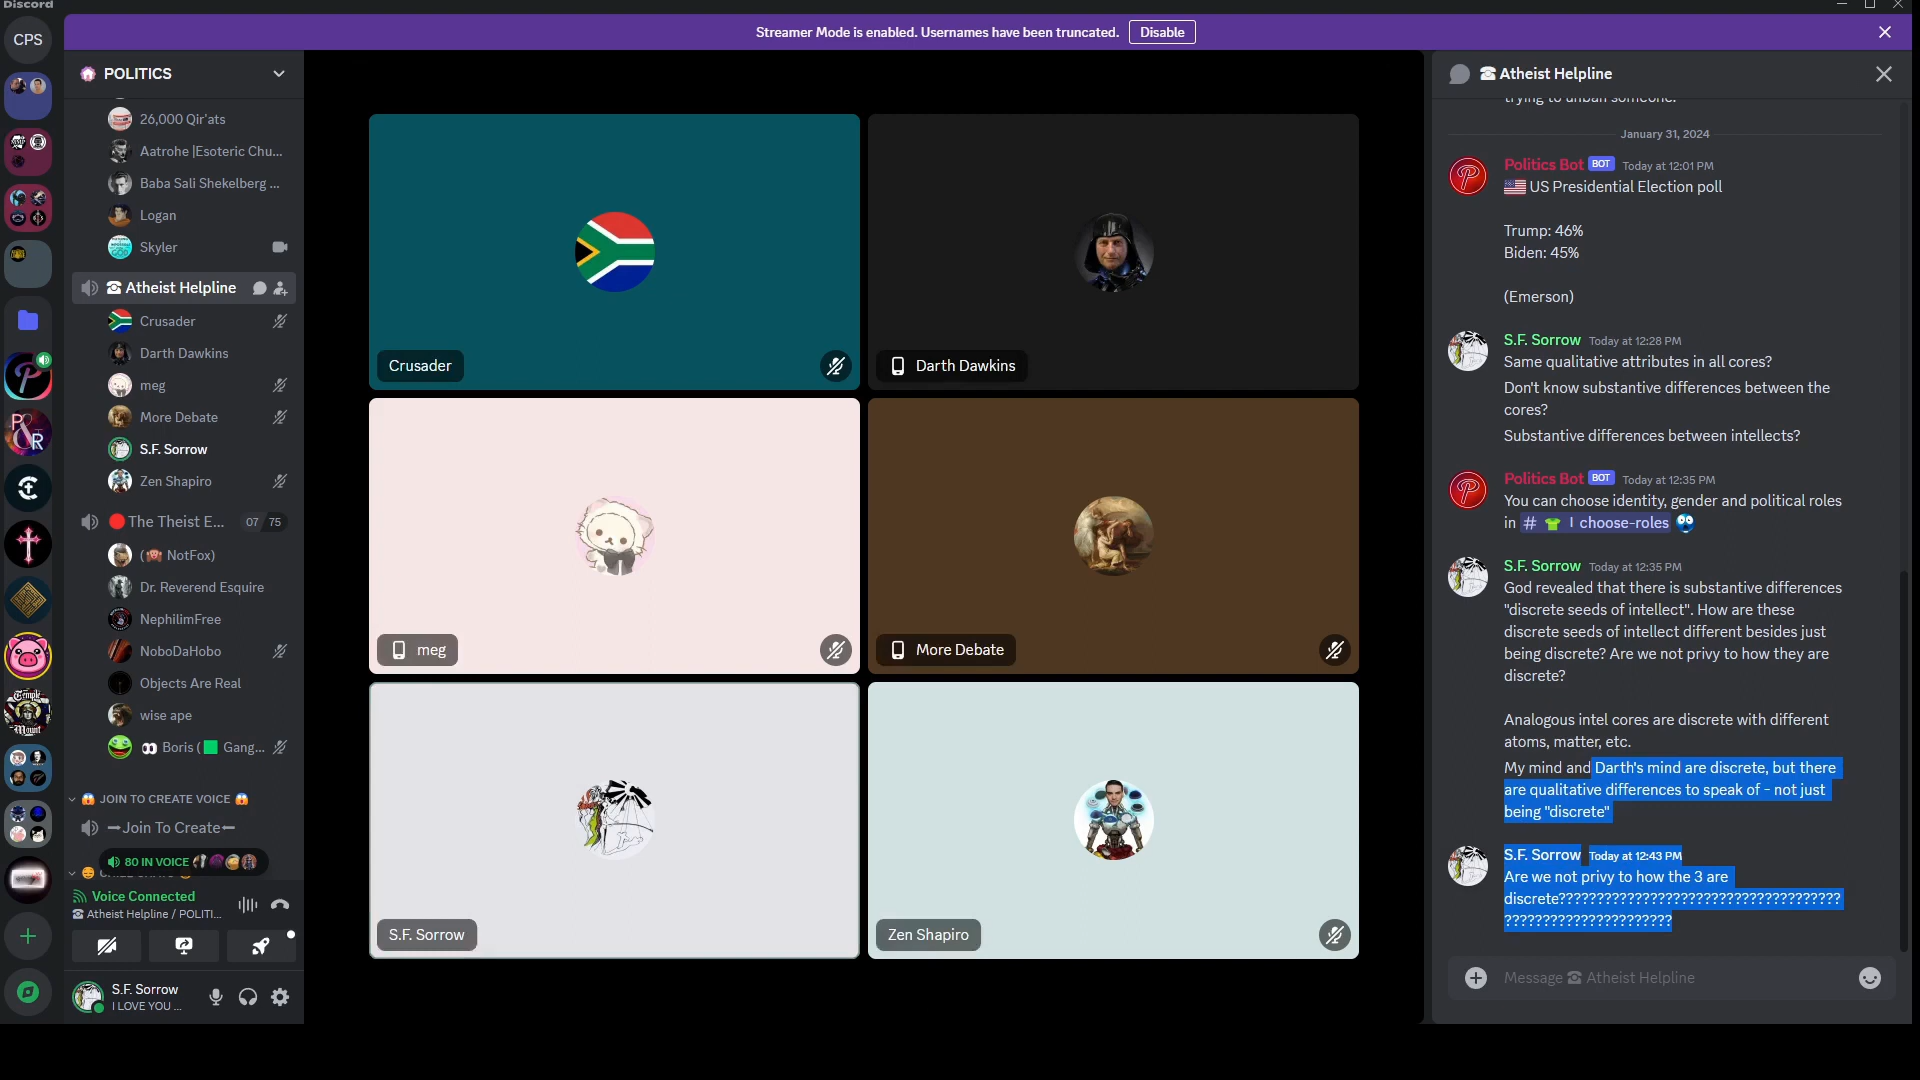 Discord
Streamer Mode is enabled. Usernames have been truncated.
Disable
CPS
POLITICS
26,000 Qir'ats
Aatrohe |Esoteric Chu...
Baba Sali Shekelberg ...
Logan
Skyler
Atheist Helpline
Crusader
Darth Dawkins
meg
More Debate
S.F. Sorrow
Zen Shapiro
The Theist E... 07 75
( NotFox)
Dr. Reverend Esquire
NephilimFree
NoboDaHobo
Objects Are Real
wise ape
Boris ( Gang...
JOIN TO CREATE VOICE
Join To Create
80 IN VOICE
Voice Connected
Atheist Helpline / POLITI...
S.F. Sorrow
I LOVE YOU ...
Crusader
Darth Dawkins
meg
More Debate
S.F. Sorrow
Zen Shapiro
Atheist Helpline
trying to unban someone.
January 31, 2024
Politics Bot BOT Today at 12:01 PM
US Presidential Election poll
Trump: 46%
Biden: 45%
(Emerson)
S.F. Sorrow Today at 12:28 PM
Same qualitative attributes in all cores?
Don't know substantive differences between the
cores?
Substantive differences between intellects?
Politics Bot BOT Today at 12:35 PM
You can choose identity, gender and political roles
in # I choose-roles
S.F. Sorrow Today at 12:35 PM
God revealed that there is substantive differences
"discrete seeds of intellect". How are these
discrete seeds of intellect different besides just
being discrete? Are we not privy to how they are
discrete?
Analogous intel cores are discrete with different
atoms, matter, etc.
My mind and Darth's mind are discrete, but there
are qualitative differences to speak of - not just
being "discrete"
S.F. Sorrow Today at 12:43 PM
Are we not privy to how the 3 are
discrete?????????????????????????????????????
??????????????????????
Message Atheist Helpline